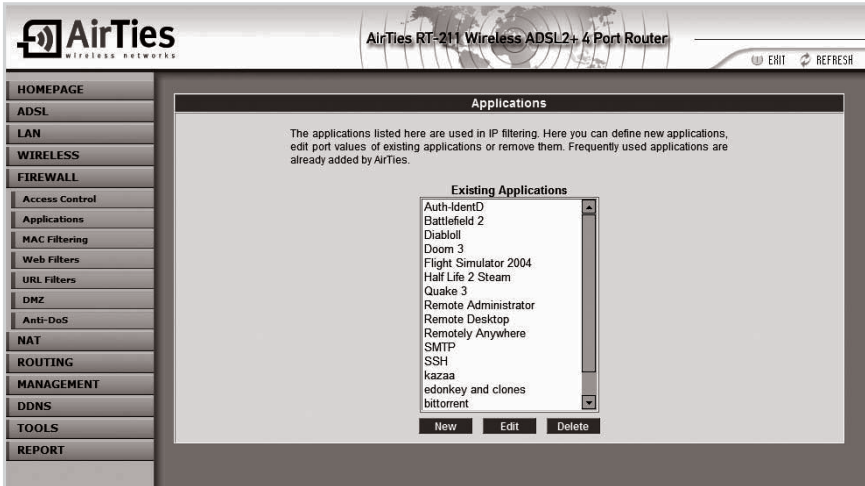 AirTies
wireless networks
AirTies RT-211 Wireless ADSL2+ 4 Port Router
EXIT
REFRESH
HOMEPAGE
ADSL
LAN
WIRELESS
FIREWALL
Access Control
Applications
MAC Filtering
Web Filters
URL Filters
DMZ
Anti-DoS
NAT
ROUTING
MANAGEMENT
DDNS
TOOLS
REPORT
Applications
The applications listed here are used in IP filtering. Here you can define new applications,
edit port values of existing applications or remove them. Frequently used applications are
already added by AirTies.
Existing Applications
Auth-IdentD
Battlefield 2
DiabloII
Doom 3
Flight Simulator 2004
Half Life 2 Steam
Quake 3
Remote Administrator
Remote Desktop
Remotely Anywhere
SMTP
SSH
kazaa
edonkey and clones
bittorrent
New
Edit
Delete